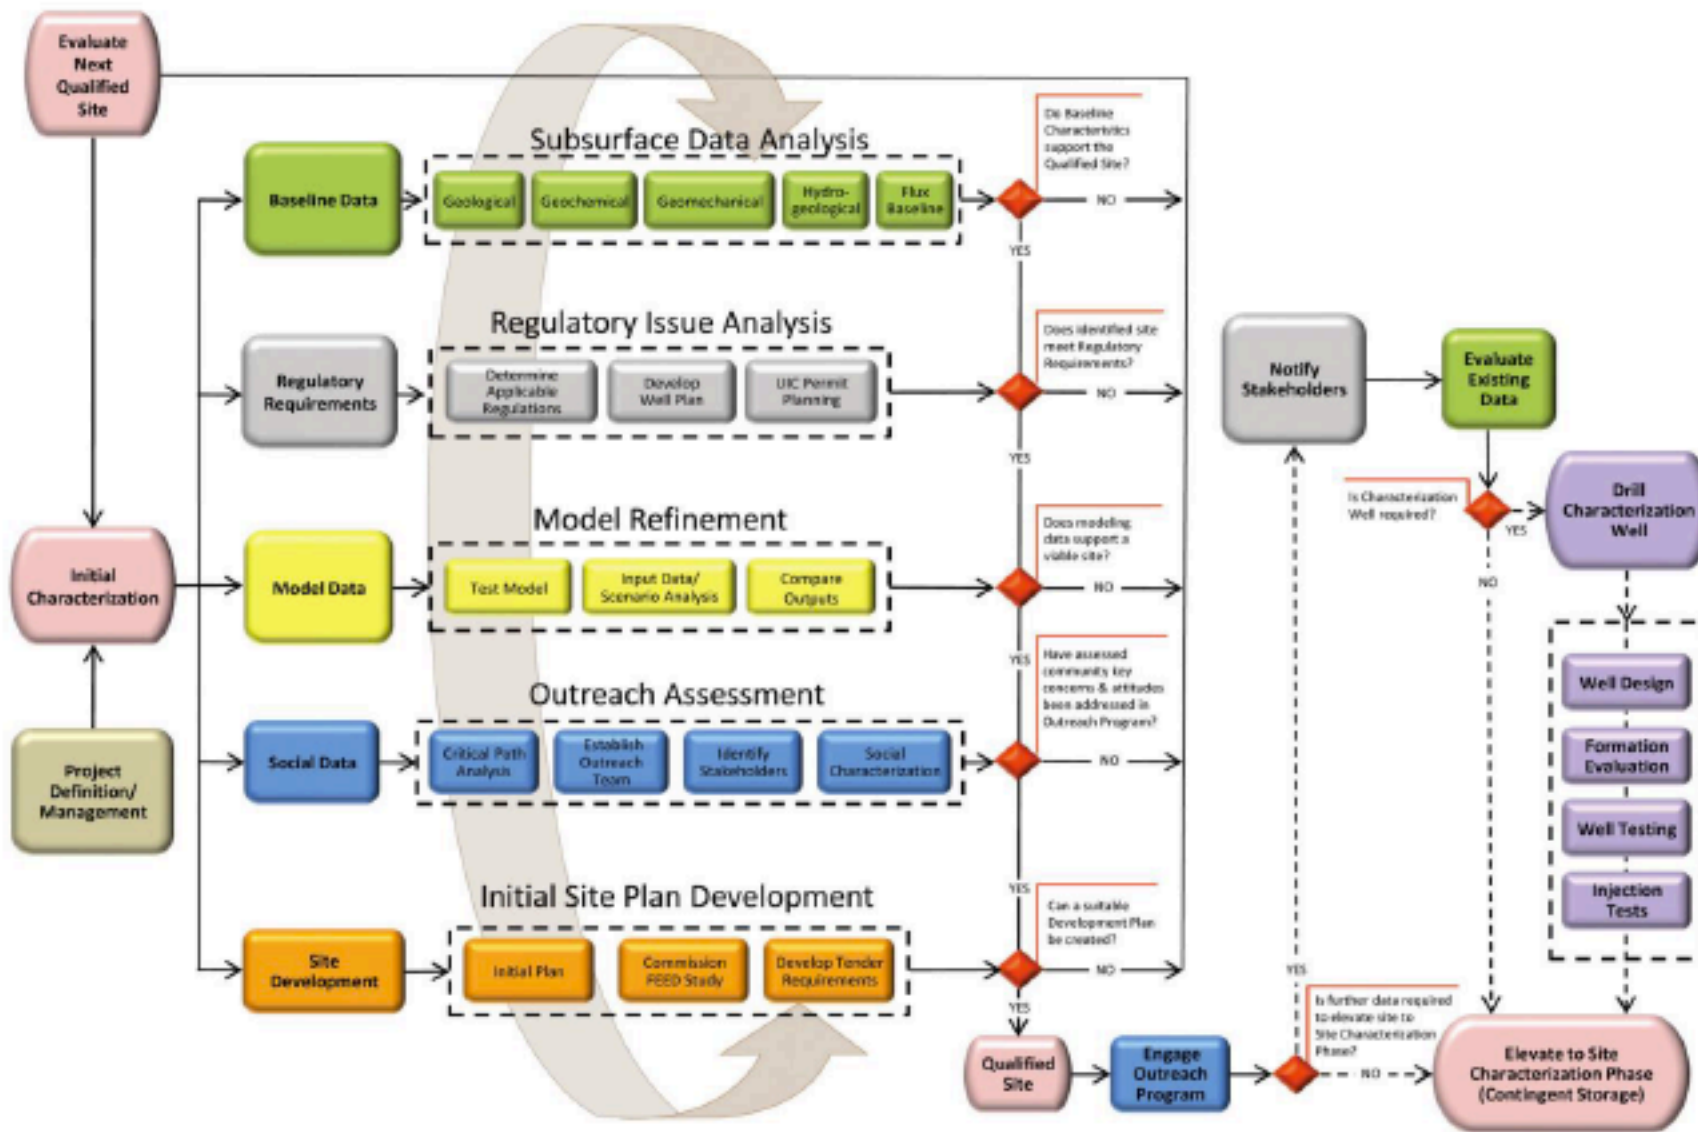 Evaluate
Next
Qualified
Site
Subsurface Data Analysis
Baseline Data
Geological
Geochemical
Geomechanical
Hydro-
geological
Flux
Baseline
Do Baseline
Characteristics
support the
Qualified Site?
NO
YES
Regulatory Issue Analysis
Regulatory
Requirements
Determine
Applicable
Regulations
Develop
Well Plan
UIC Permit
Planning
Does identified site
meet Regulatory
Requirements?
NO
YES
Model Refinement
Initial
Characterization
Model Data
Test Model
Input Data/
Scenario Analysis
Compare
Outputs
Does modeling
data support a
viable site?
NO
YES
Outreach Assessment
Project
Definition/
Management
Social Data
Critical Path
Analysis
Establish
Outreach
Team
Identify
Stakeholders
Social
Characterization
Have assessed
community key
concerns & attitudes
been addressed in
Outreach Program?
NO
YES
Initial Site Plan Development
Site
Development
Initial Plan
Commission
FEED Study
Develop Tender
Requirements
Can a suitable
Development Plan
be created?
NO
YES
Qualified
Site
Engage
Outreach
Program
Is further data required
to elevate site to
Site Characterization
Phase?
YES
NO
Notify
Stakeholders
Evaluate
Existing
Data
Is Characterization
Well required?
YES
NO
Drill
Characterization
Well
Well Design
Formation
Evaluation
Well Testing
Injection
Tests
Elevate to Site
Characterization Phase
(Contingent Storage)